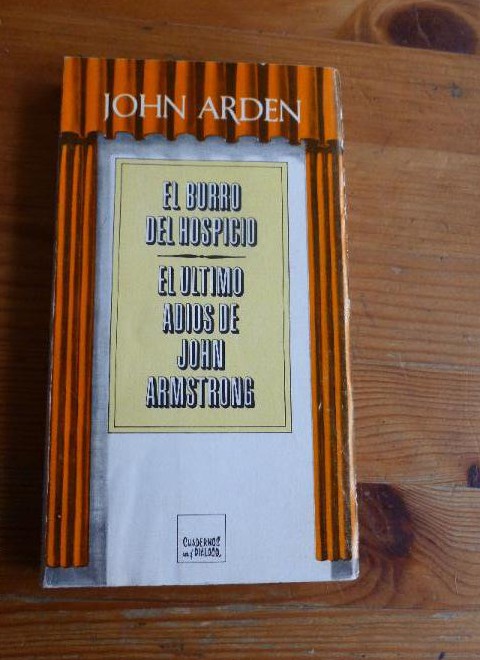 JOHN ARDEN
EL BURRO
DEL HOSPICIO
EL ULTIMO
ADIOS DE
JOHN
ARMSTRONG
CUADERNOS
DIALOGO